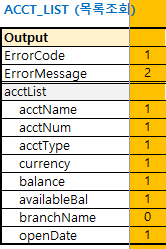 ACCT_LIST (목록조회)
Output
ErrorCode 1
ErrorMessage 2
acctList
acctName 1
acctNum 1
acctType 1
currency 1
balance 1
availableBal 1
branchName 0
openDate 1